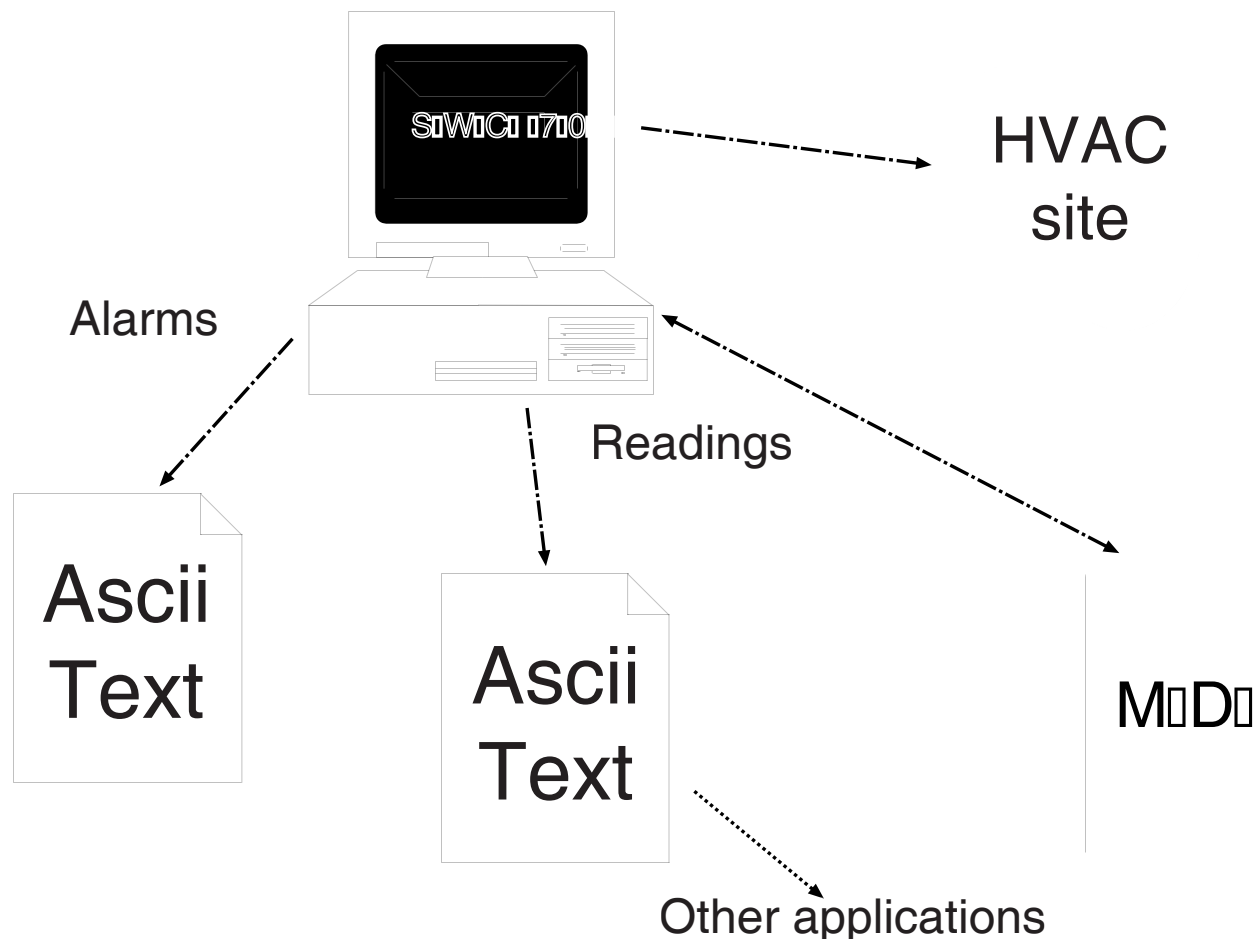 HVAC
site
Alarms
Readings
Ascii
Text
Ascii
Text
Other applications